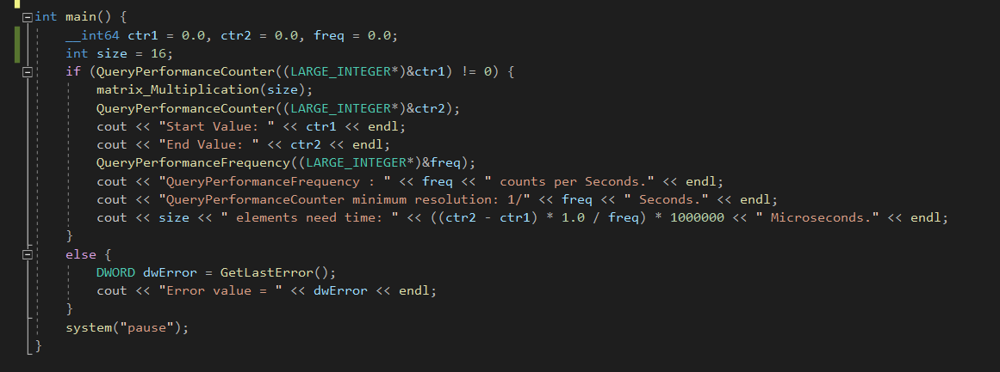 int main() {
    __int64 ctr1 = 0.0, ctr2 = 0.0, freq = 0.0;
    int size = 16;
    if (QueryPerformanceCounter((LARGE_INTEGER*)&ctr1) != 0) {
        matrix_Multiplication(size);
        QueryPerformanceCounter((LARGE_INTEGER*)&ctr2);
        cout << "Start Value: " << ctr1 << endl;
        cout << "End Value: " << ctr2 << endl;
        QueryPerformanceFrequency((LARGE_INTEGER*)&freq);
        cout << "QueryPerformanceFrequency : " << freq << " counts per Seconds." << endl;
        cout << "QueryPerformanceCounter minimum resolution: 1/" << freq << " Seconds." << endl;
        cout << size << " elements need time: " << ((ctr2 - ctr1) * 1.0 / freq) * 1000000 << " Microseconds." << endl;
    }
    else {
        DWORD dwError = GetLastError();
        cout << "Error value = " << dwError << endl;
    }
    system("pause");
}